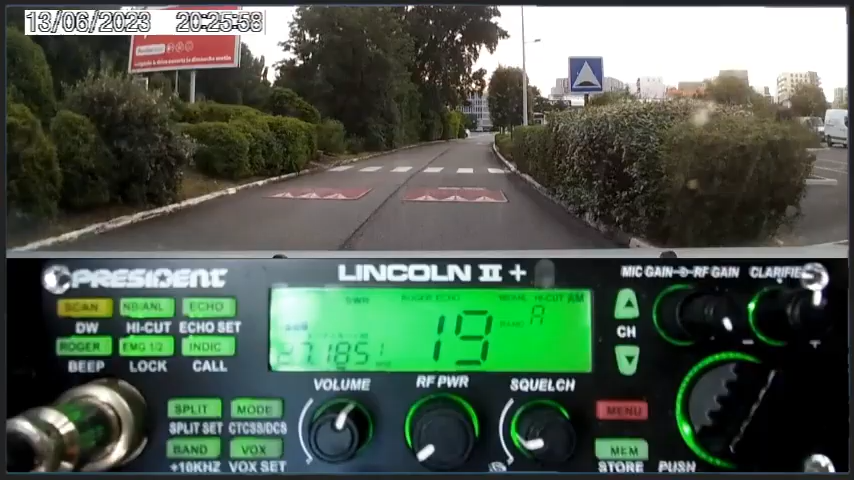 13/06/2023 20:25:58
PRESIDENT
LINCOLN II +
MIC GAIN RF GAIN CLARIFIER
SCAN NB/ANL ECHO
DW HI-CUT ECHO SET
ROGER EMG 1/2 INDIC
BEEP LOCK CALL
SWR ROGER ECHO HI-CUT AM
19
BAND A
27.185
CH
VOLUME RF PWR SQUELCH
SPLIT MODE
SPLIT SET CTCSS/DCS
BAND VOX
+10KHZ VOX SET
MENU
MEM
STORE PUSH